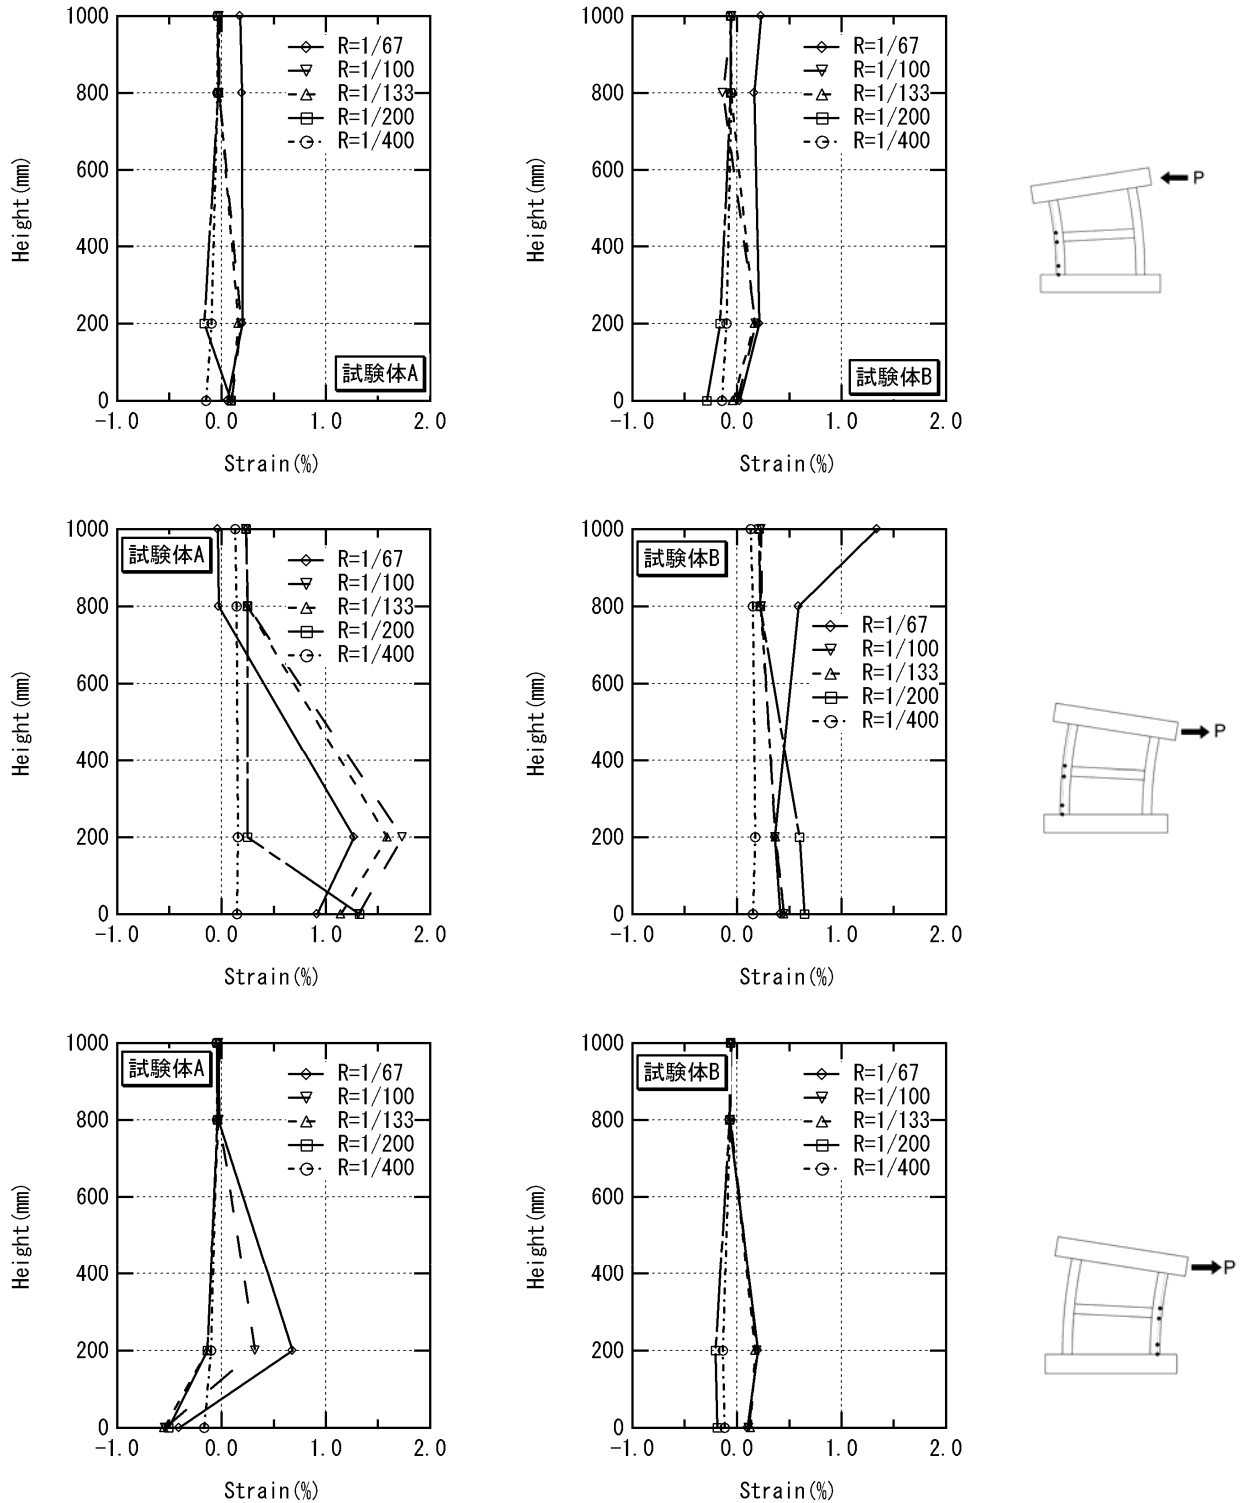 1000
800
600
400
200
0
Height(mm)
-1.0
0.0
1.0
2.0
Strain(%)
R=1/67
R=1/100
R=1/133
R=1/200
R=1/400
試験体A
1000
800
600
400
200
0
Height(mm)
-1.0
0.0
1.0
2.0
Strain(%)
R=1/67
R=1/100
R=1/133
R=1/200
R=1/400
試験体B
P
1000
800
600
400
200
0
Height(mm)
-1.0
0.0
1.0
2.0
Strain(%)
試験体A
R=1/67
R=1/100
R=1/133
R=1/200
R=1/400
1000
800
600
400
200
0
Height(mm)
-1.0
0.0
1.0
2.0
Strain(%)
試験体B
R=1/67
R=1/100
R=1/133
R=1/200
R=1/400
P
1000
800
600
400
200
0
Height(mm)
-1.0
0.0
1.0
2.0
Strain(%)
試験体A
R=1/67
R=1/100
R=1/133
R=1/200
R=1/400
1000
800
600
400
200
0
Height(mm)
-1.0
0.0
1.0
2.0
Strain(%)
試験体B
R=1/67
R=1/100
R=1/133
R=1/200
R=1/400
P